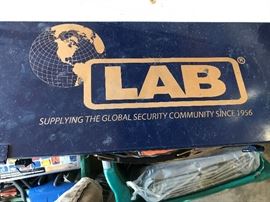 LAB®
SUPPLYING THE GLOBAL SECURITY COMMUNITY SINCE 1956